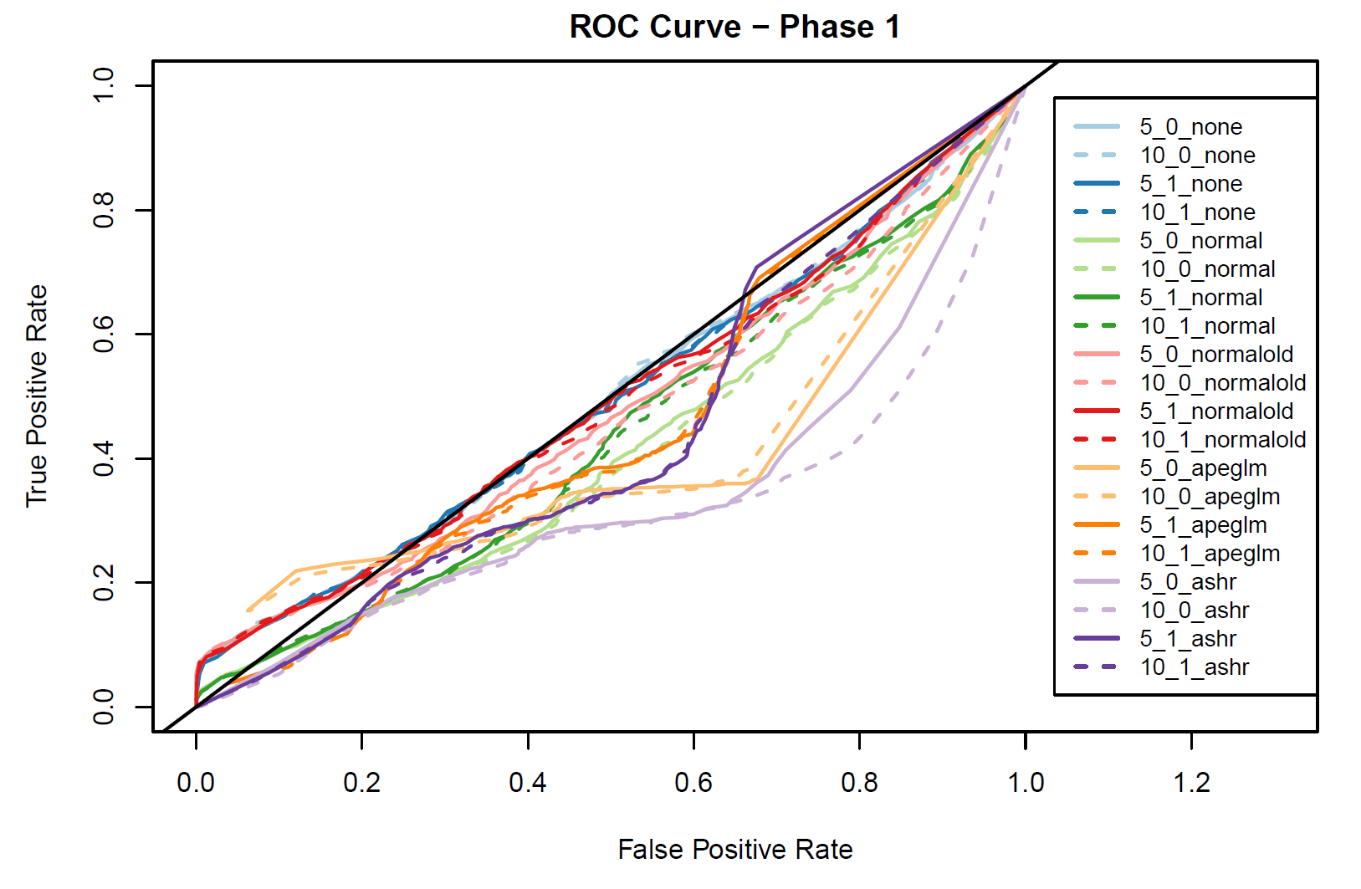 ROC Curve − Phase 1
True Positive Rate
1.0
0.8
0.6
0.4
0.2
0.0
5_0_none
10_0_none
5_1_none
10_1_none
5_0_normal
10_0_normal
5_1_normal
10_1_normal
5_0_normalold
10_0_normalold
5_1_normalold
10_1_normalold
5_0_apeglm
10_0_apeglm
5_1_apeglm
10_1_apeglm
5_0_ashr
10_0_ashr
5_1_ashr
10_1_ashr
0.0 0.2 0.4 0.6 0.8 1.0 1.2
False Positive Rate